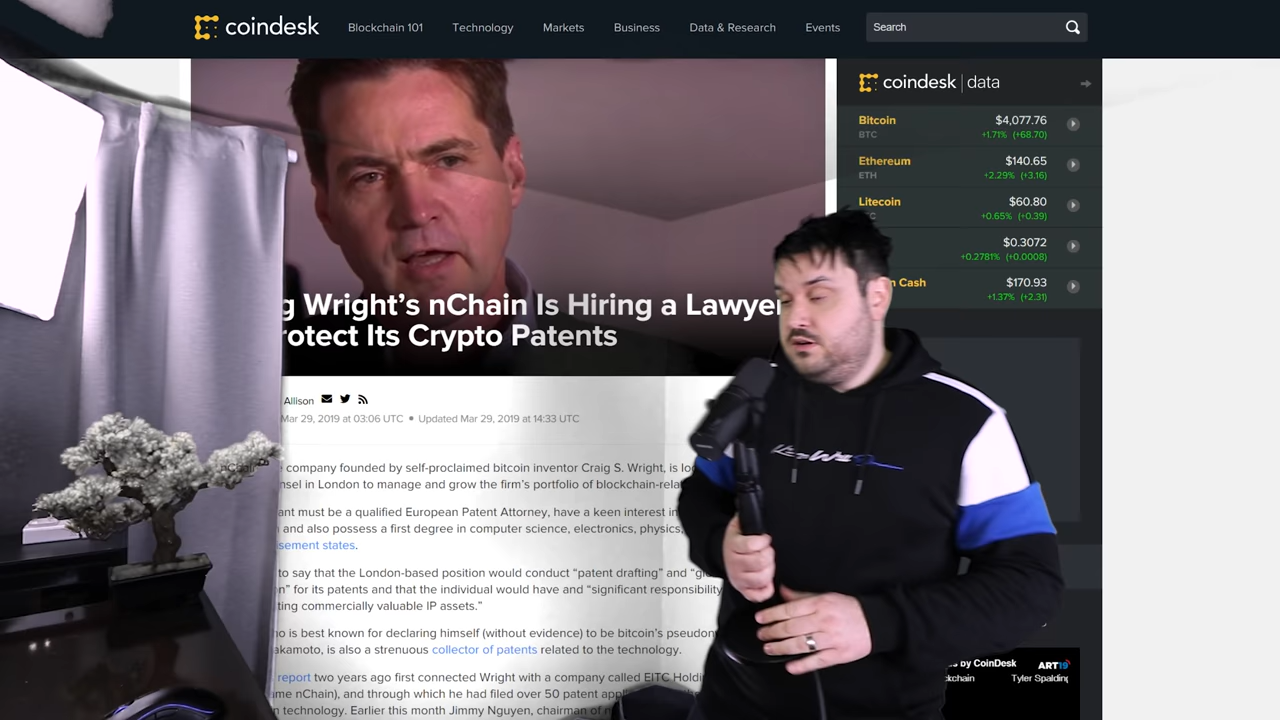 coindesk
Blockchain 101
Technology
Markets
Business
Data & Research
Events
Search
g Wright's nChain Is Hiring a Lawyer
rotect Its Crypto Patents
Allison
Mar 29, 2019 at 03:06 UTC • Updated Mar 29, 2019 at 14:33 UTC
company founded by self-proclaimed bitcoin inventor Craig S. Wright, is
nsel in London to manage and grow the firm's portfolio of
ant must be a qualified European Patent Attorney, have a keen interest
and also possess a first degree in computer science, electronics, physics,
sement states.
to say that the London-based position would conduct "patent drafting" and
for its patents and that the individual would have and "significant responsibility
ting commercially valuable IP assets."
o is best known for declaring himself (without evidence) to be bitcoin's
akamoto, is also a strenuous collector of patents related to the technology.
report two years ago first connected Wright with a company called EITC
me nChain), and through which he had filed over 50 patent
technology. Earlier this month Jimmy Nguyen, chairman of
coindesk | data
Bitcoin $4,077.76
BTC +1.71% (+68.70)
Ethereum $140.65
ETH +2.29% (+3.16)
Litecoin $60.80
+0.65% (+0.39)
$0.3072
+0.2781% (+0.0008)
n Cash $170.93
+1.37% (+2.31)
by CoinDesk
ART19
ckchain
Tyler Spalding